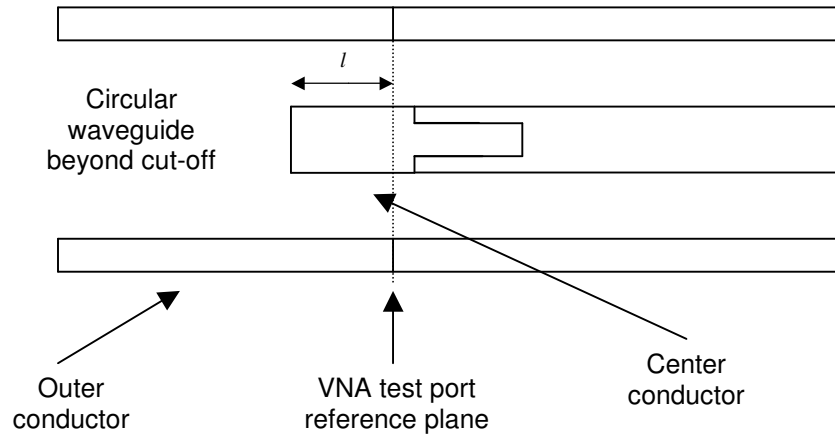 l
Circular
waveguide
beyond cut-off
Outer
conductor
VNA test port
reference plane
Center
conductor